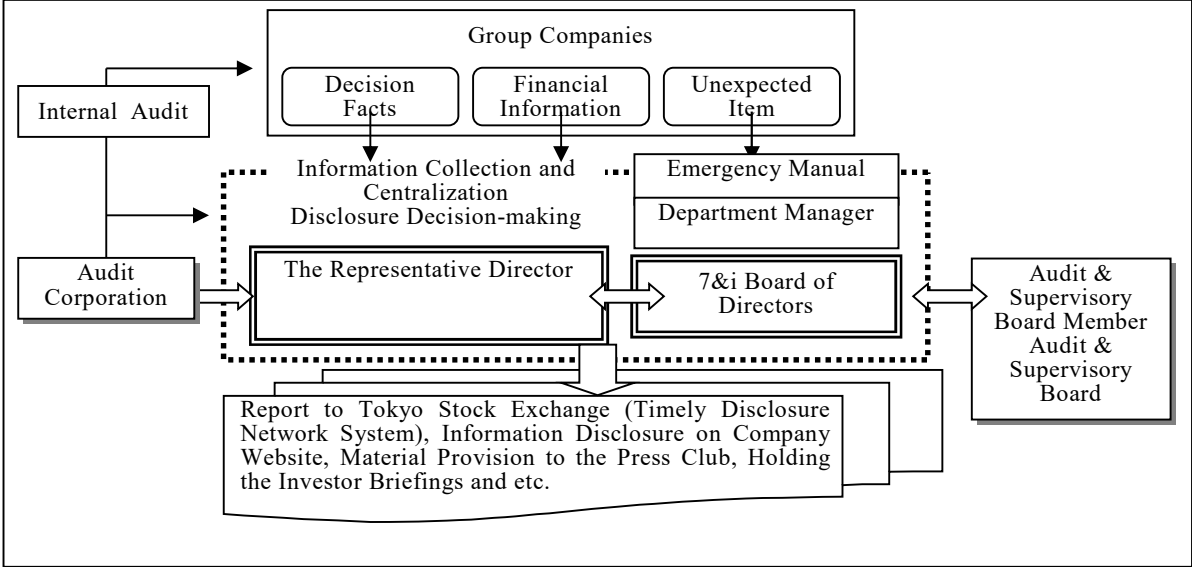 Group Companies
Decision
Facts
Financial
Information
Unexpected
Item
Internal Audit
Information Collection and
Centralization
Disclosure Decision-making
Emergency Manual
Department Manager
Audit
Corporation
The Representative Director
7&i Board of
Directors
Audit &
Supervisory
Board Member
Audit &
Supervisory
Board
Report to Tokyo Stock Exchange (Timely Disclosure
Network System), Information Disclosure on Company
Website, Material Provision to the Press Club, Holding
the Investor Briefings and etc.